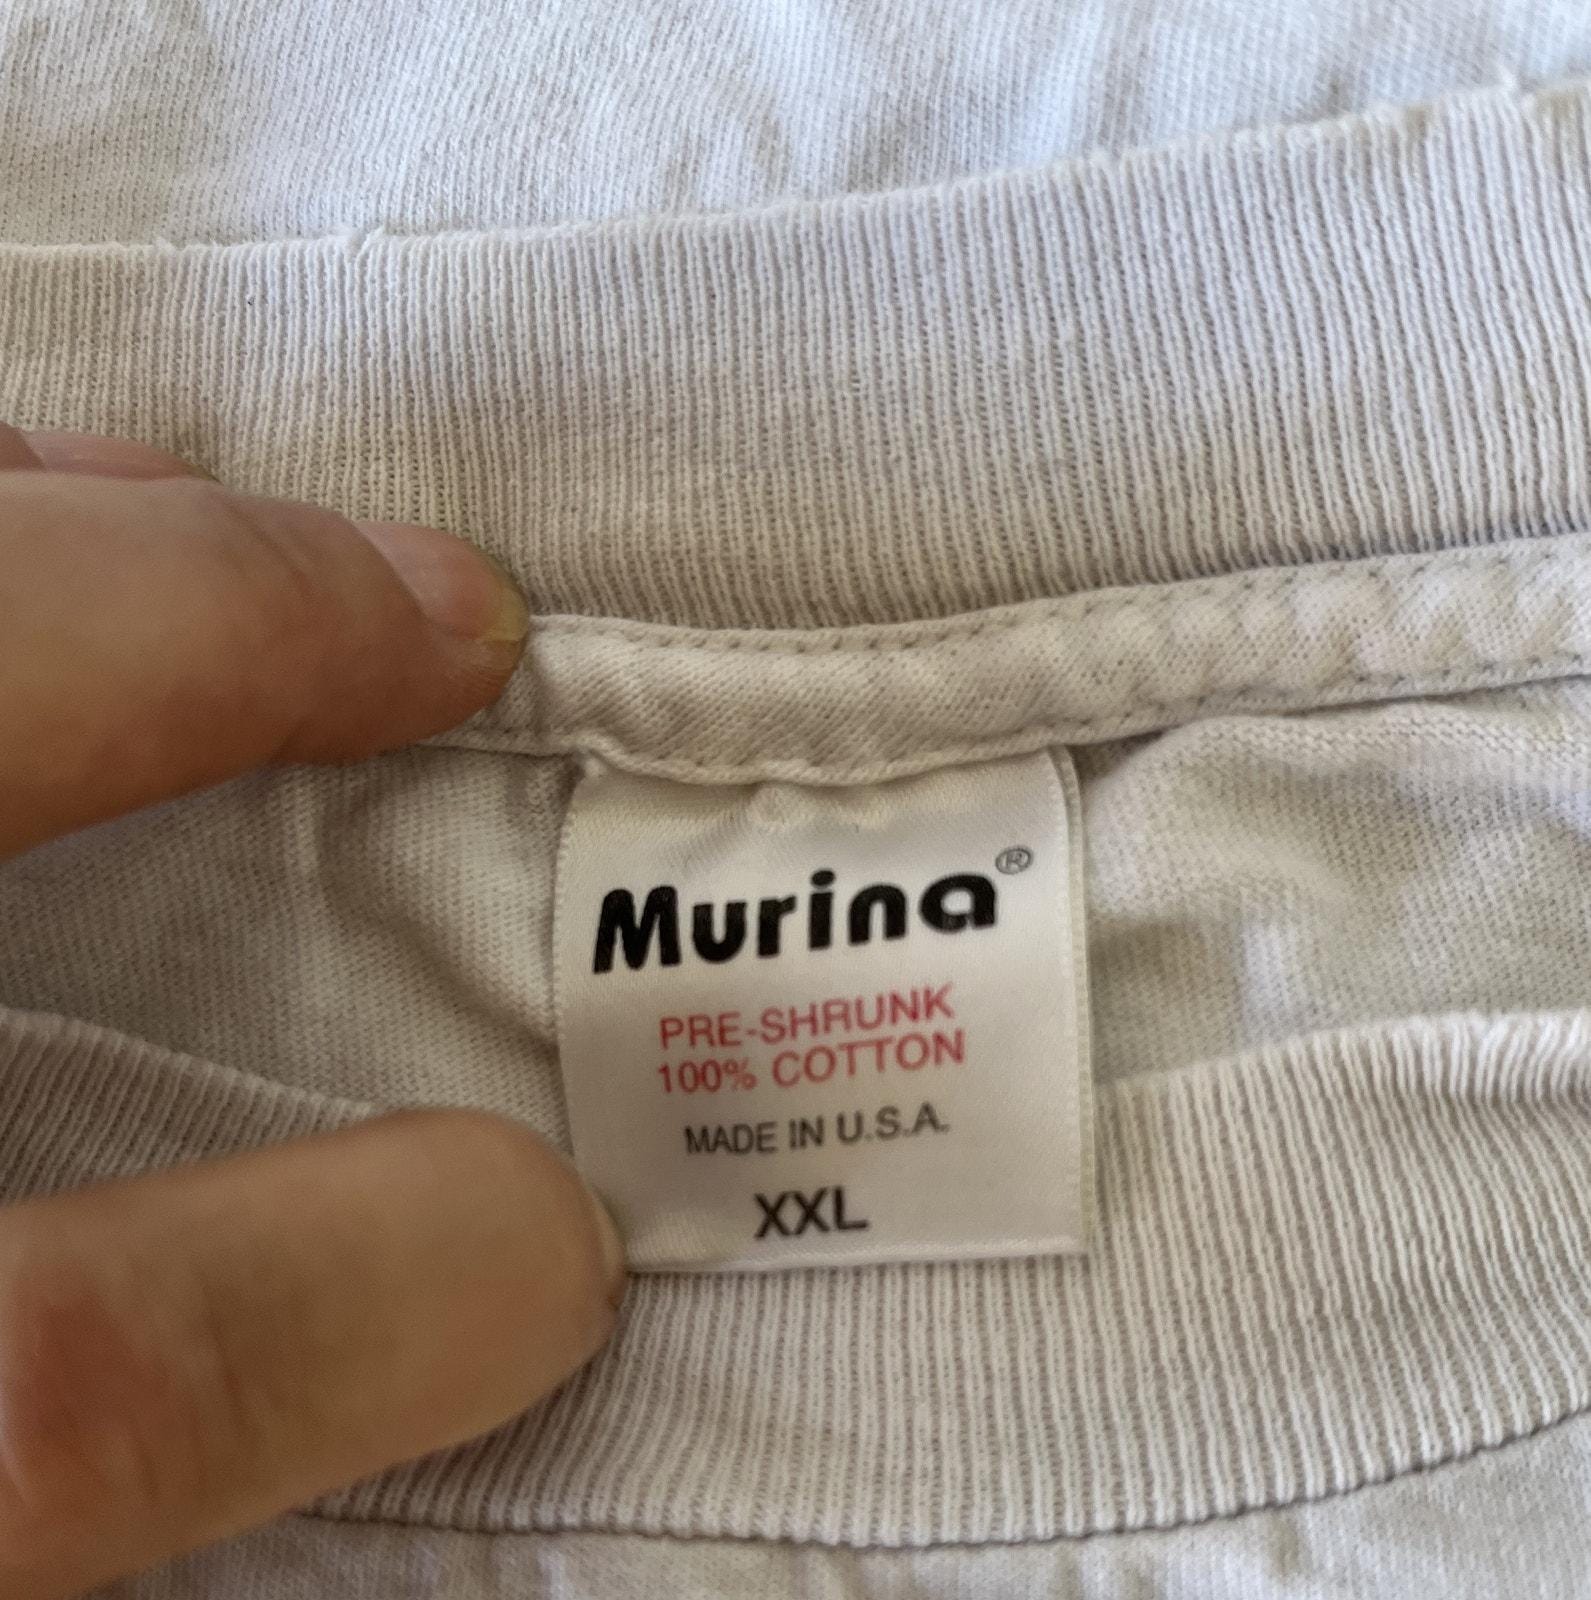 Murina®
PRE-SHRUNK
100% COTTON
MADE IN U.S.A.
XXL